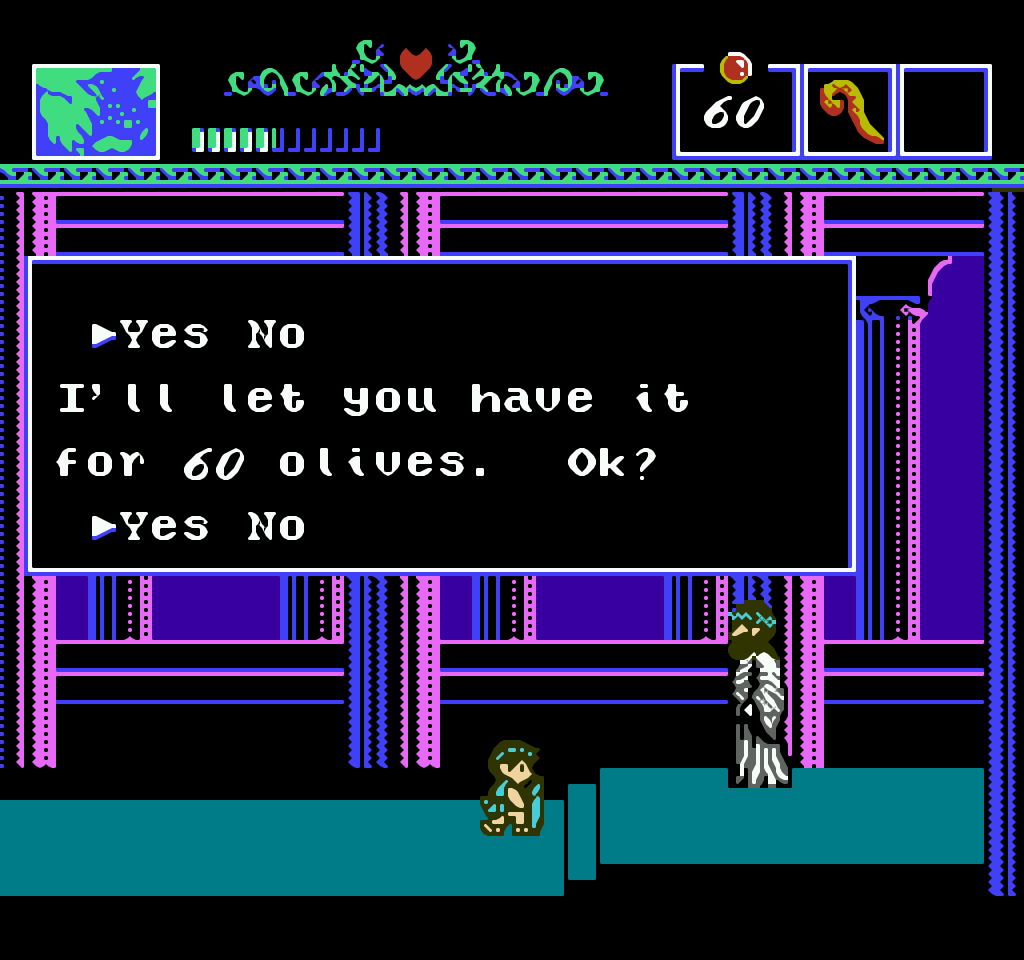 60
▶Yes No
I'll let you have it
for 60 olives. Ok?
▶Yes No